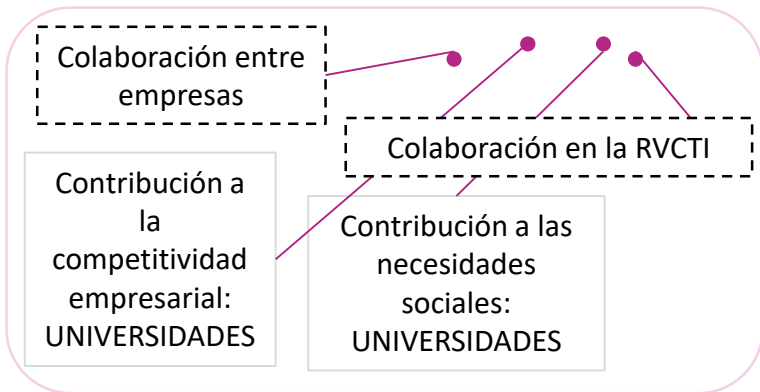 Colaboración entre
empresas
Colaboración en la RVCTI
Contribución a
la
competitividad
empresarial:
UNIVERSIDADES
Contribución a las
necesidades
sociales:
UNIVERSIDADES